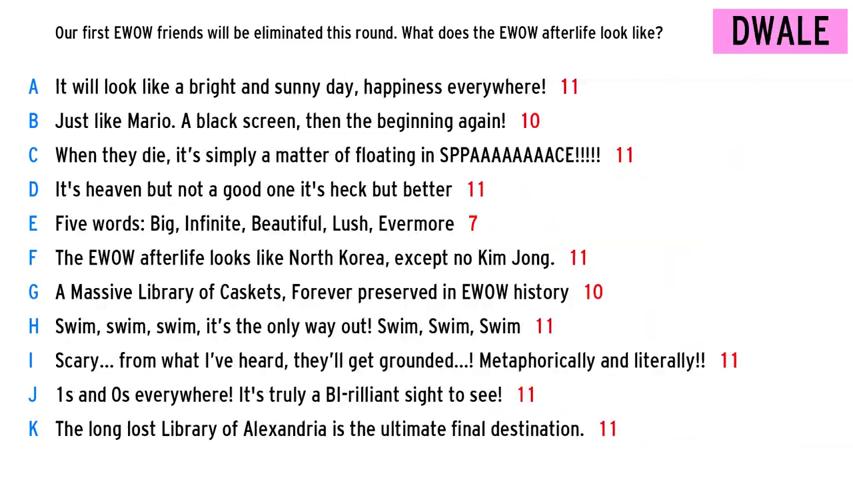 Our first EWOW friends will be eliminated this round. What does the EWOW afterlife look like?
DWALE
A It will look like a bright and sunny day, happiness everywhere! 11
B Just like Mario. A black screen, then the beginning again! 10
C When they die, it's simply a matter of floating in SPPAAAAAAAACE!!!!! 11
D It's heaven but not a good one it's heck but better 11
E Five words: Big, Infinite, Beautiful, Lush, Evermore 7
F The EWOW afterlife looks like North Korea, except no Kim Jong. 11
G A Massive Library of Caskets, Forever preserved in EWOW history 10
H Swim, swim, swim, it's the only way out! Swim, Swim, Swim 11
I Scary... from what I've heard, they'll get grounded...! Metaphorically and literally!! 11
J 1s and 0s everywhere! It's truly a BI-rilliant sight to see! 11
K The long lost Library of Alexandria is the ultimate final destination. 11